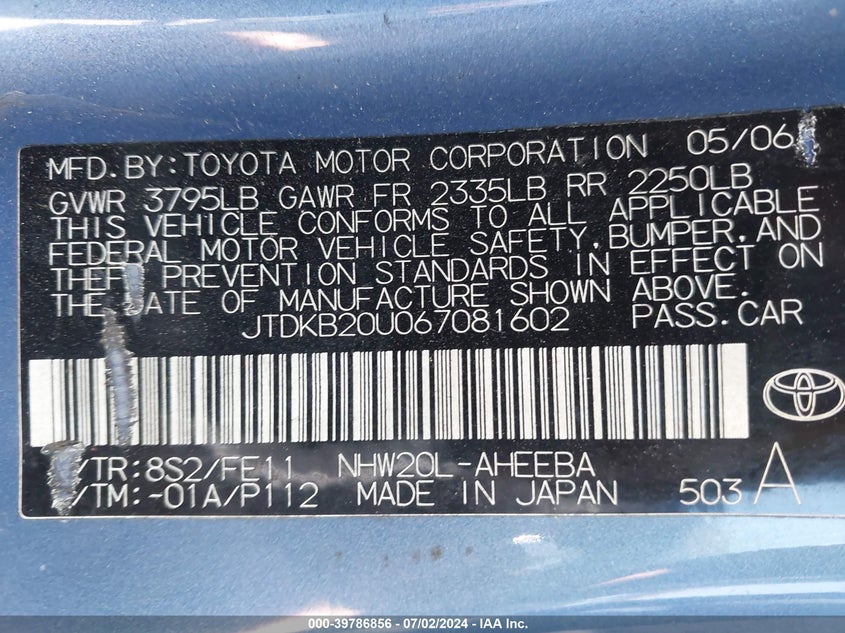 MFD.BY:TOYOTA MOTOR CORPORATION 05/06
GVWR 3795LB GAWR FR 2335LB RR 2250LB
THIS VEHICLE CONFORMS TO ALL APPLICABLE
FEDERAL MOTOR VEHICLE SAFETY,BUMPER,AND
THEFT PREVENTION STANDARDS IN EFFECT ON
THE DATE OF MANUFACTURE SHOWN ABOVE.
JTDKB20U067081602 PASS.CAR
/TR:8S2/FE11 NHW20L-AHEEBA
/TM:-01A/P112 MADE IN JAPAN 503 A
000-39786856 / 07/02/2024 - IAA Inc.